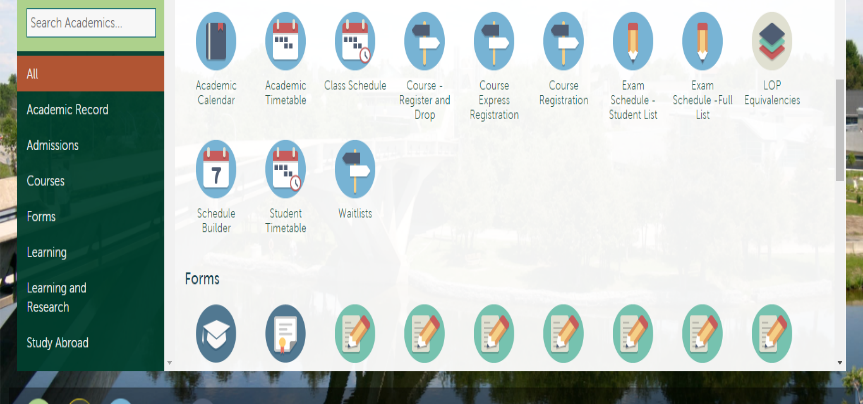 Search Academics...
All
Academic Record
Admissions
Courses
Forms
Learning
Learning and
Research
Study Abroad
Academic
Calendar
Academic
Timetable
Class Schedule
Course -
Register and
Drop
Course
Express
Registration
Course
Registration
Exam
Schedule -
Student List
Exam
Schedule -Full
List
LOP
Equivalencies
7
Schedule
Builder
Student
Timetable
Waitlists
Forms